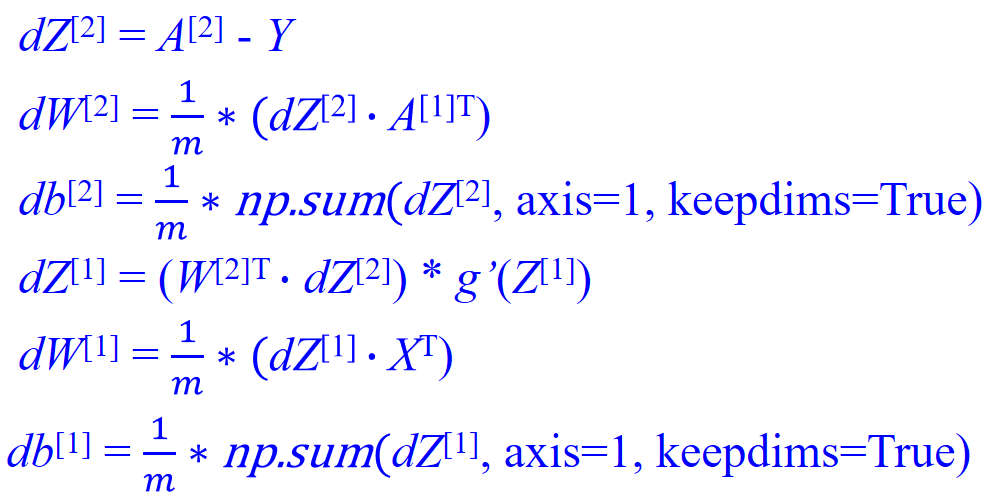 dZ[2] = A[2] - Y
dW[2] = 1/m * (dZ[2] · A[1]T)
db[2] = 1/m * np.sum(dZ[2], axis=1, keepdims=True)
dZ[1] = (W[2]T · dZ[2]) * g’(Z[1])
dW[1] = 1/m * (dZ[1] · XT)
db[1] = 1/m * np.sum(dZ[1], axis=1, keepdims=True)